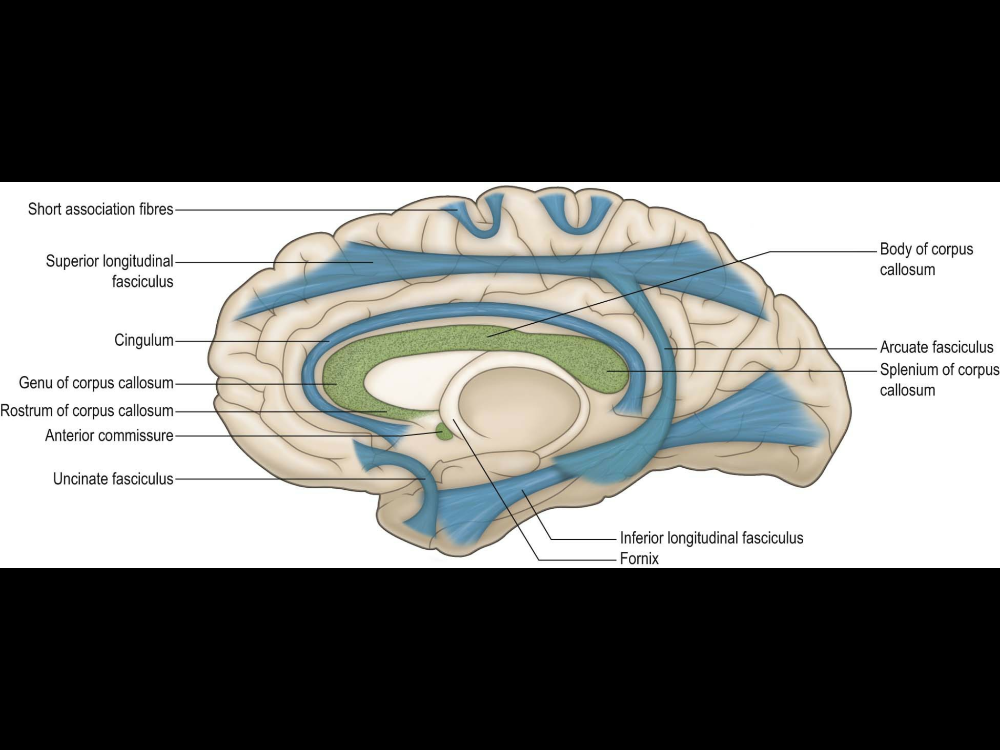 Short association fibres
Superior longitudinal
fasciculus
Cingulum
Genu of corpus callosum
Rostrum of corpus callosum
Anterior commissure
Uncinate fasciculus
Body of corpus
callosum
Arcuate fasciculus
Splenium of corpus
callosum
Inferior longitudinal fasciculus
Fornix